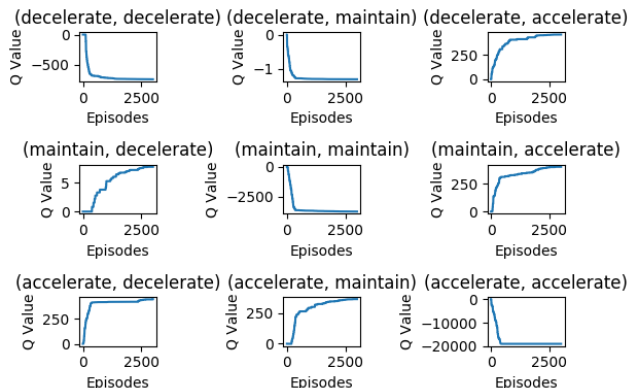 (decelerate, decelerate) (decelerate, maintain) (decelerate, accelerate)
Q Value 0 −500 Q Value 0 −1 Q Value 250 0
0 2500 0 2500 0 2500
Episodes Episodes Episodes
(maintain, decelerate) (maintain, maintain) (maintain, accelerate)
Q Value 5 0 Q Value 0 −2500 Q Value 250 0
0 2500 0 2500 0 2500
Episodes Episodes Episodes
(accelerate, decelerate) (accelerate, maintain) (accelerate, accelerate)
Q Value 250 0 Q Value 250 0 Q Value 0 −10000 −20000
0 2500 0 2500 0 2500
Episodes Episodes Episodes